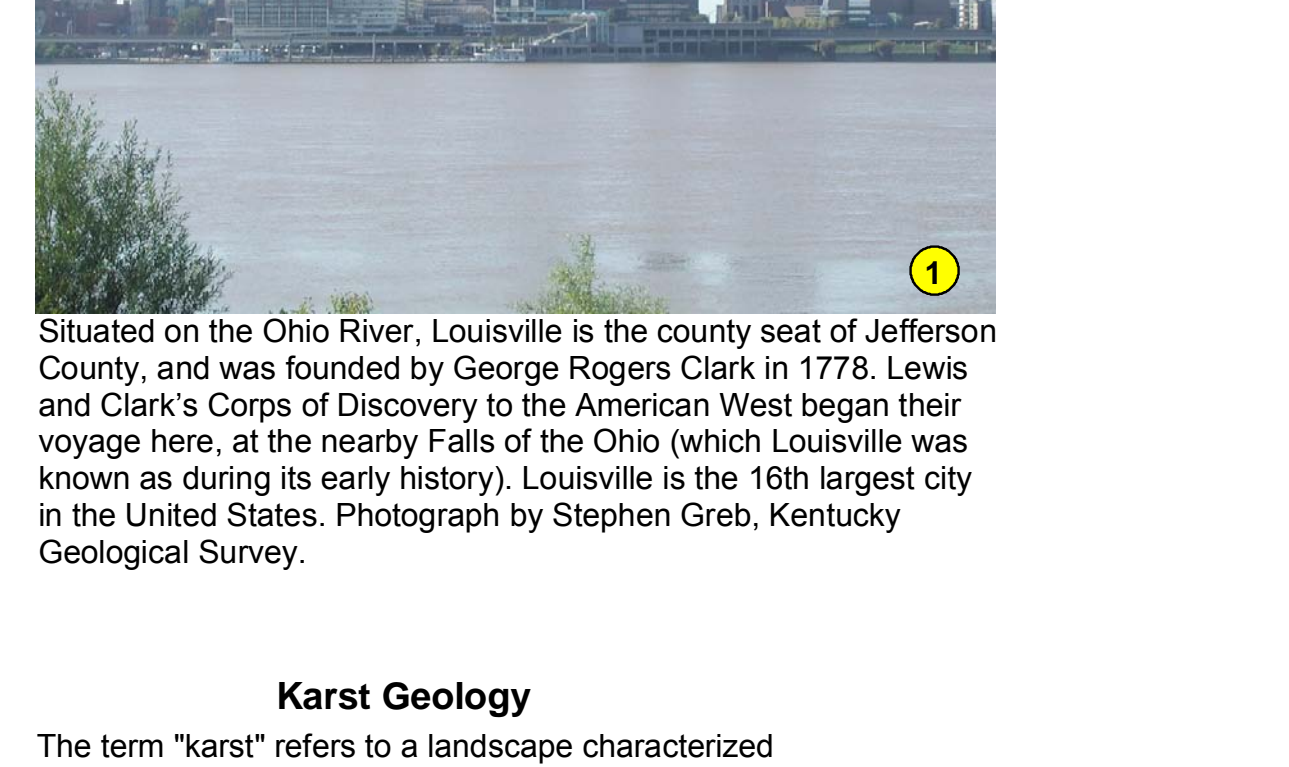 1
Situated on the Ohio River, Louisville is the county seat of Jefferson
County, and was founded by George Rogers Clark in 1778. Lewis
and Clark’s Corps of Discovery to the American West began their
voyage here, at the nearby Falls of the Ohio (which Louisville was
known as during its early history). Louisville is the 16th largest city
in the United States. Photograph by Stephen Greb, Kentucky
Geological Survey.
Karst Geology
The term "karst" refers to a landscape characterized